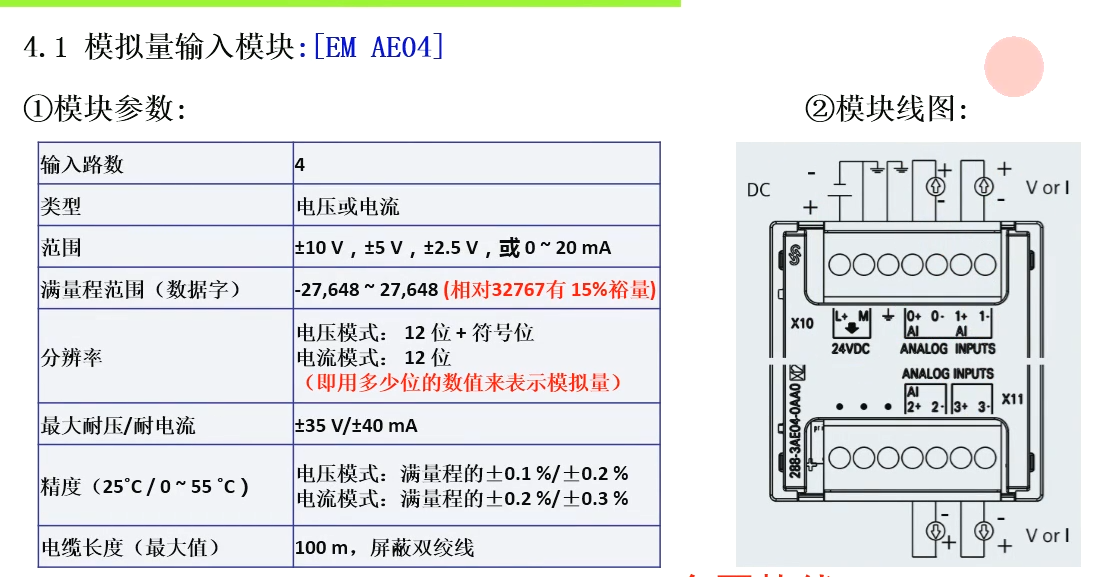 4.1 模拟量输入模块:[EM AE04]
①模块参数:
②模块线图:
输入路数 4
类型 电压或电流
范围 ±10 V，±5 V，±2.5 V，或 0 ~ 20 mA
满量程范围（数据字） -27,648 ~ 27,648 (相对32767有 15%裕量)
分辨率
电压模式： 12 位 + 符号位
电流模式： 12 位
（即用多少位的数值来表示模拟量）
最大耐压/耐电流 ±35 V/±40 mA
精度（25˚C / 0 ~ 55 ˚C )
电压模式：满量程的±0.1 %/±0.2 %
电流模式：满量程的±0.2 %/±0.3 %
电缆长度（最大值） 100 m，屏蔽双绞线
DC
-
+
+
-
+
-
V or I
X10
L+ M 0+ 0- 1+ 1-
AI AI
24VDC ANALOG INPUTS
ANALOG INPUTS
AI
2+ 2- 3+ 3-
X11
288-3AE04-0AA0
-
+
-
+
V or I